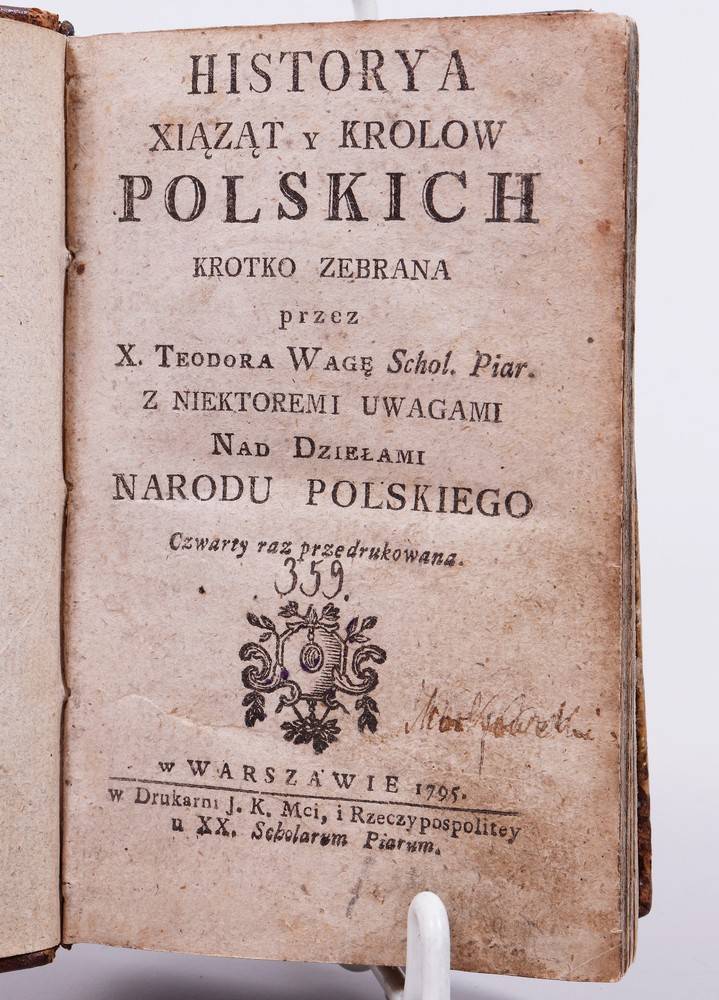 HISTORYA
XIĄZĄT Y KROLOW
POLSKICH
KROTKO ZEBRANA
przez
X. TEODORA WAGĘ Schol. Piar.
Z NIEKTOREMI UWAGAMI
NAD DZIEŁAMI
NARODU POLSKIEGO
Czwarty raz przedrukowana.
359.
w WARSZAWIE 1795.
w Drukarni J. K. Mci, i Rzeczypospolitey
u XX. Scholarum Piarum.